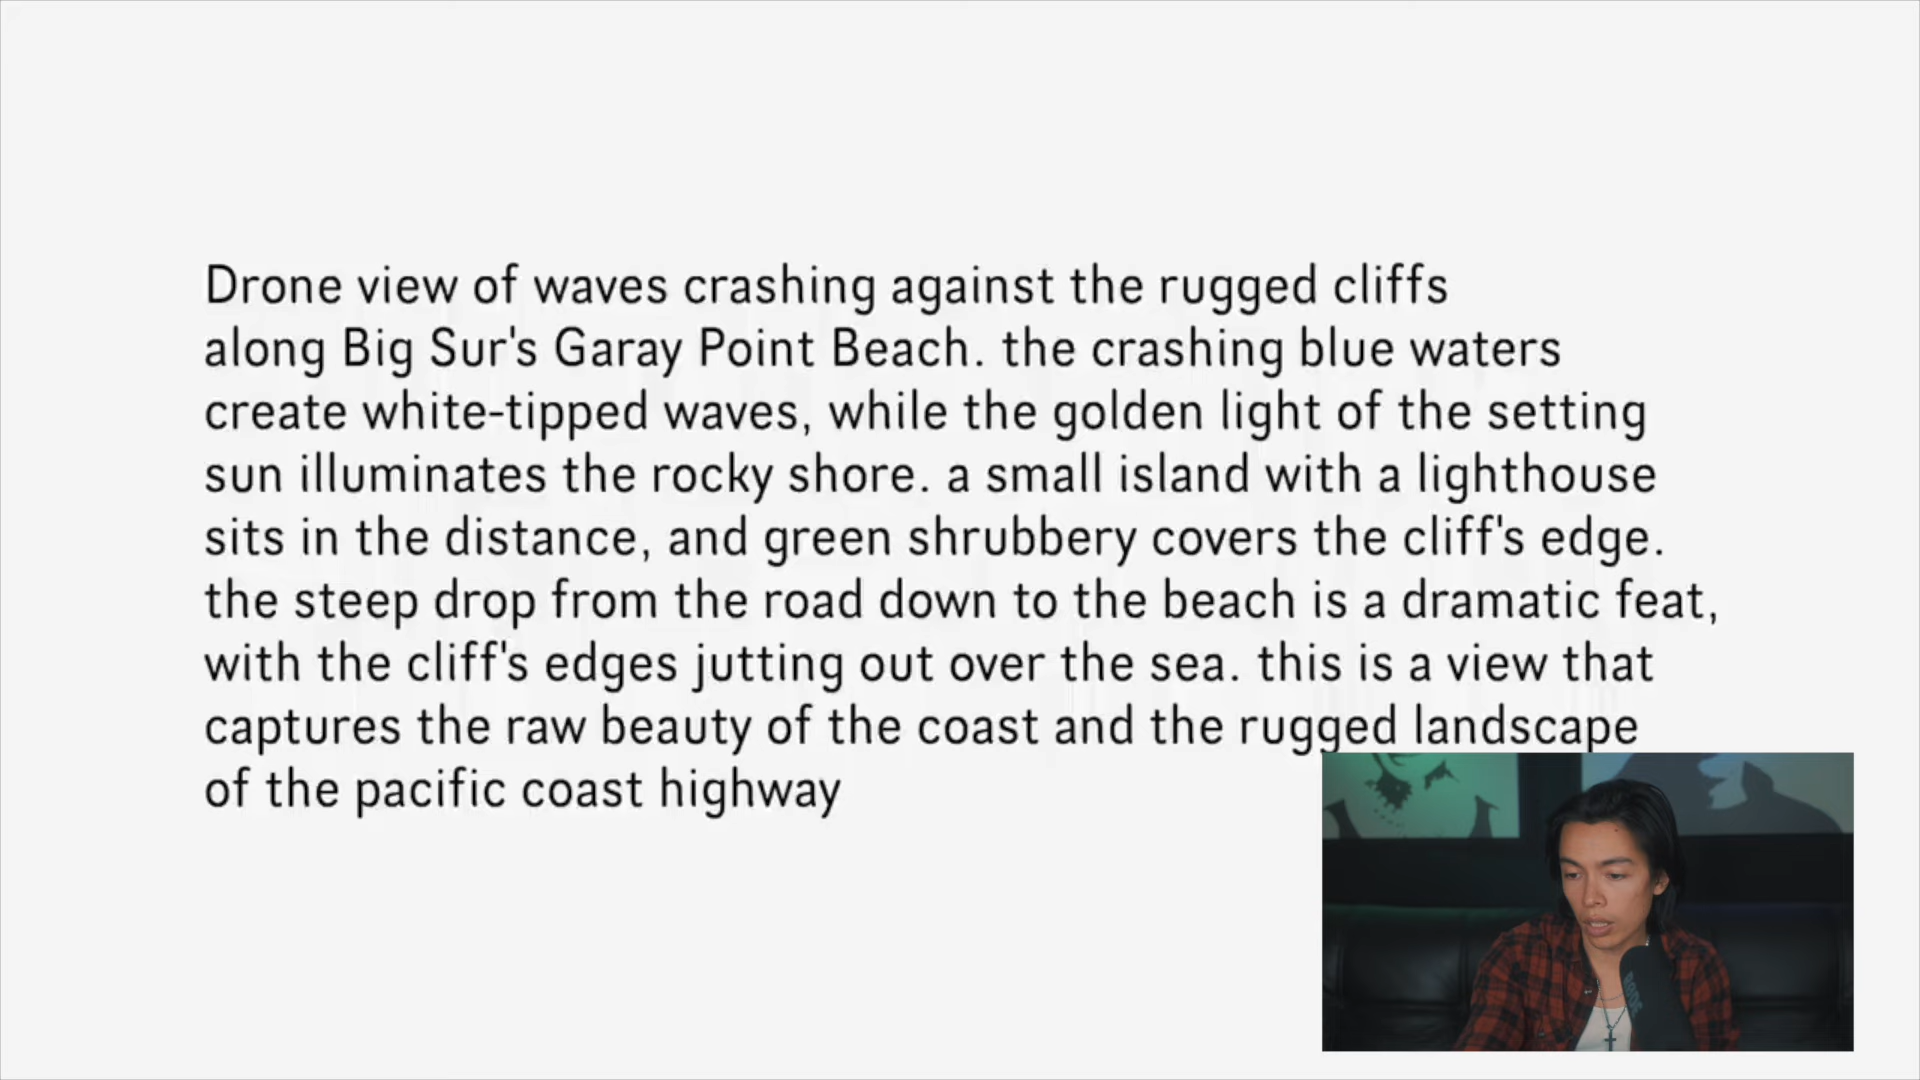 Drone view of waves crashing against the rugged cliffs
along Big Sur's Garay Point Beach. the crashing blue waters
create white-tipped waves, while the golden light of the setting
sun illuminates the rocky shore. a small island with a lighthouse
sits in the distance, and green shrubbery covers the cliff's edge.
the steep drop from the road down to the beach is a dramatic feat,
with the cliff's edges jutting out over the sea. this is a view that
captures the raw beauty of the coast and the rugged landscape
of the pacific coast highway
RODE